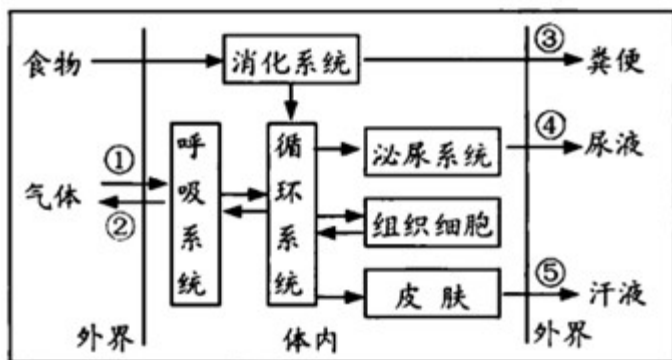 食物
消化系统
③
粪便
①
气体
②
呼吸系统
循环系统
泌尿系统
④
尿液
组织细胞
皮肤
⑤
汗液
外界
体内
外界